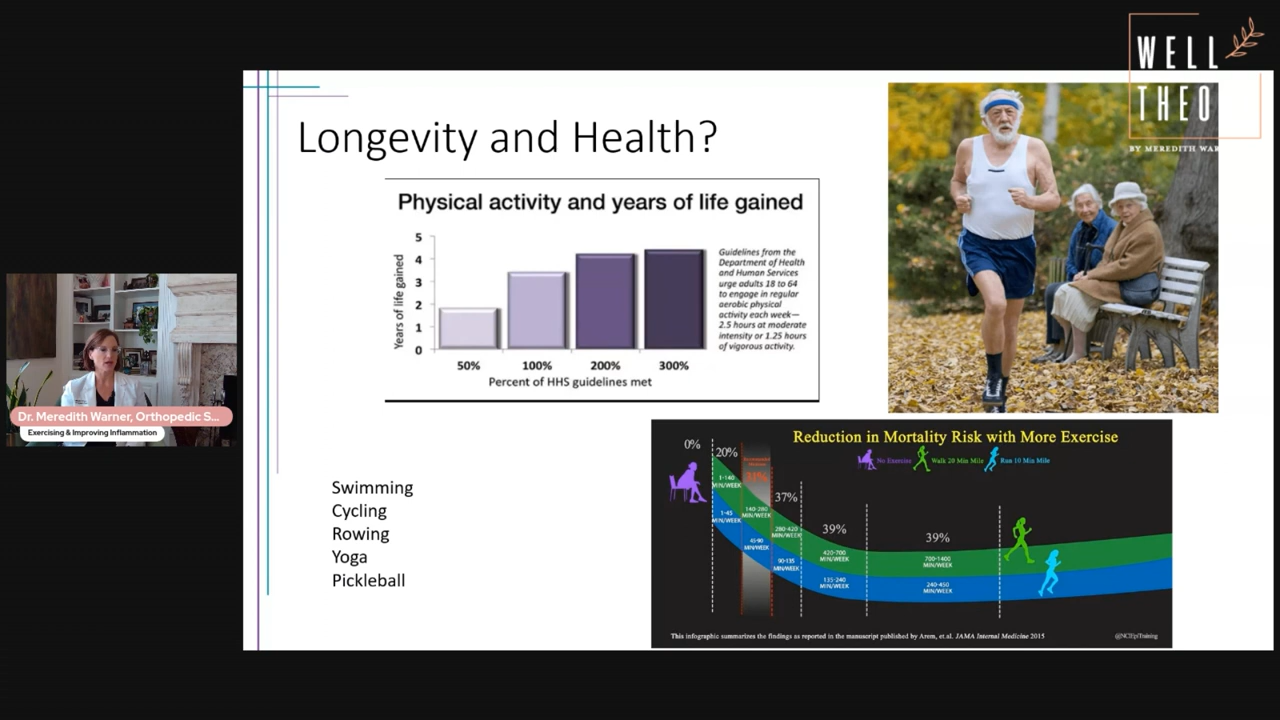 WELL
THEO
BY MEREDITH WAR
Longevity and Health?
Physical activity and years of life gained
Years of life gained
5
4
3
2
1
0
50%
100%
200%
300%
Percent of HHS guidelines met
Guidelines from the
Department of Health
and Human Services
urge adults 18 to 64
to engage in regular
aerobic physical
activity each week—
2.5 hours at moderate
intensity or 1.25 hours
of vigorous activity.
Dr. Meredith Warner, Orthopedic S...
Exercising & Improving Inflammation
Swimming
Cycling
Rowing
Yoga
Pickleball
Reduction in Mortality Risk with More Exercise
No Exercise
Walk 20 Min Mile
Run 10 Min Mile
0%
20%
31%
37%
39%
39%
1-140
MIN/WEEK
140-280
MIN/WEEK
280-420
MIN/WEEK
420-700
MIN/WEEK
700-1400
MIN/WEEK
1-45
MIN/WEEK
45-90
MIN/WEEK
90-135
MIN/WEEK
135-240
MIN/WEEK
240-450
MIN/WEEK
This infographic summarizes the findings as reported in the manuscript published by Arem, et.al. JAMA Internal Medicine 2015
@NCIEpiTraining